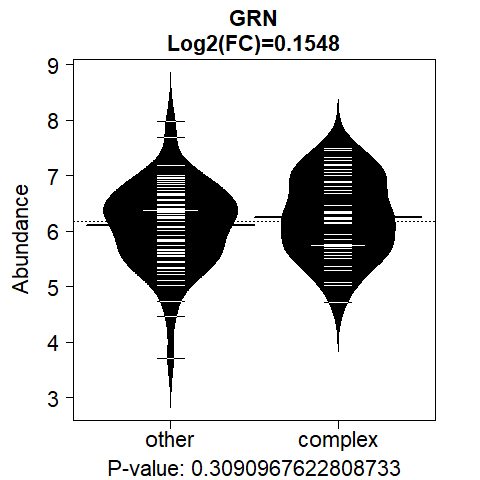 GRN
Log2(FC)=0.1548
Abundance
9
8
7
6
5
4
3
other complex
P-value: 0.3090967622808733